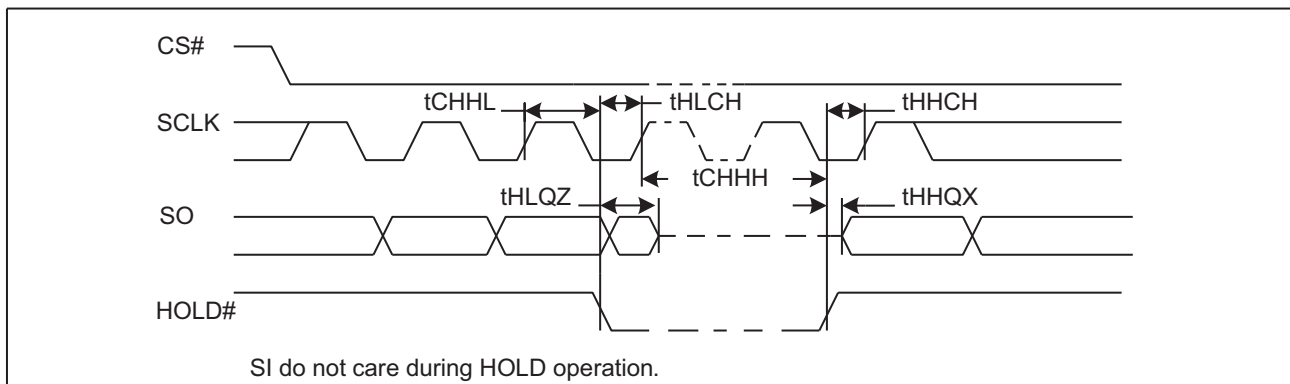 CS#
tCHHL
tHLCH
tHHCH
SCLK
tCHHH
tHLQZ
tHHQX
SO
HOLD#
SI do not care during HOLD operation.